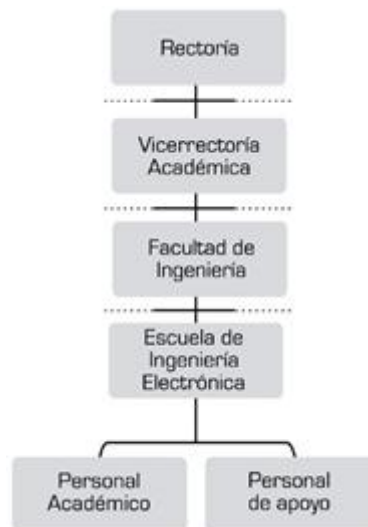 Rectoría
Vicerrectoría
Académica
Facultad de
Ingeniería
Escuela de
Ingeniería
Electrónica
Personal
Académico
Personal
de apoyo